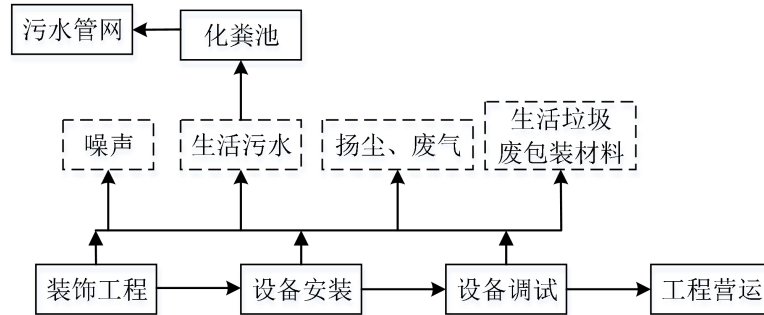 污水管网
化粪池
噪声
生活污水
扬尘、废气
生活垃圾
废包装材料
装饰工程
设备安装
设备调试
工程营运